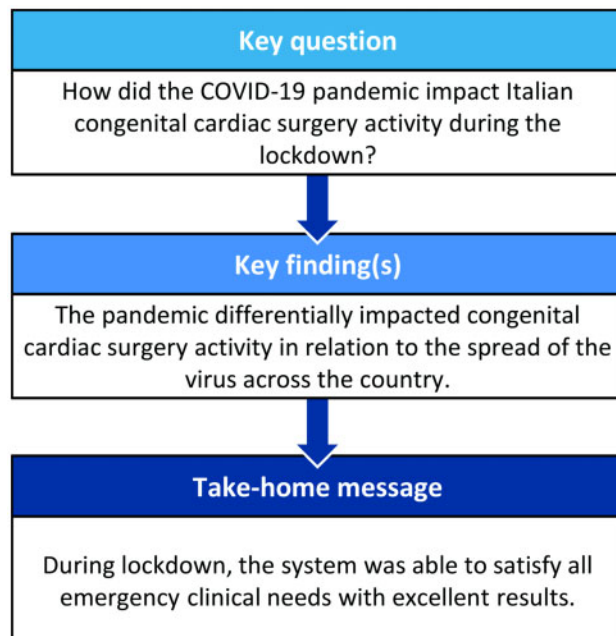 Key question
How did the COVID-19 pandemic impact Italian
congenital cardiac surgery activity during the
lockdown?
Key finding(s)
The pandemic differentially impacted congenital
cardiac surgery activity in relation to the spread of the
virus across the country.
Take-home message
During lockdown, the system was able to satisfy all
emergency clinical needs with excellent results.